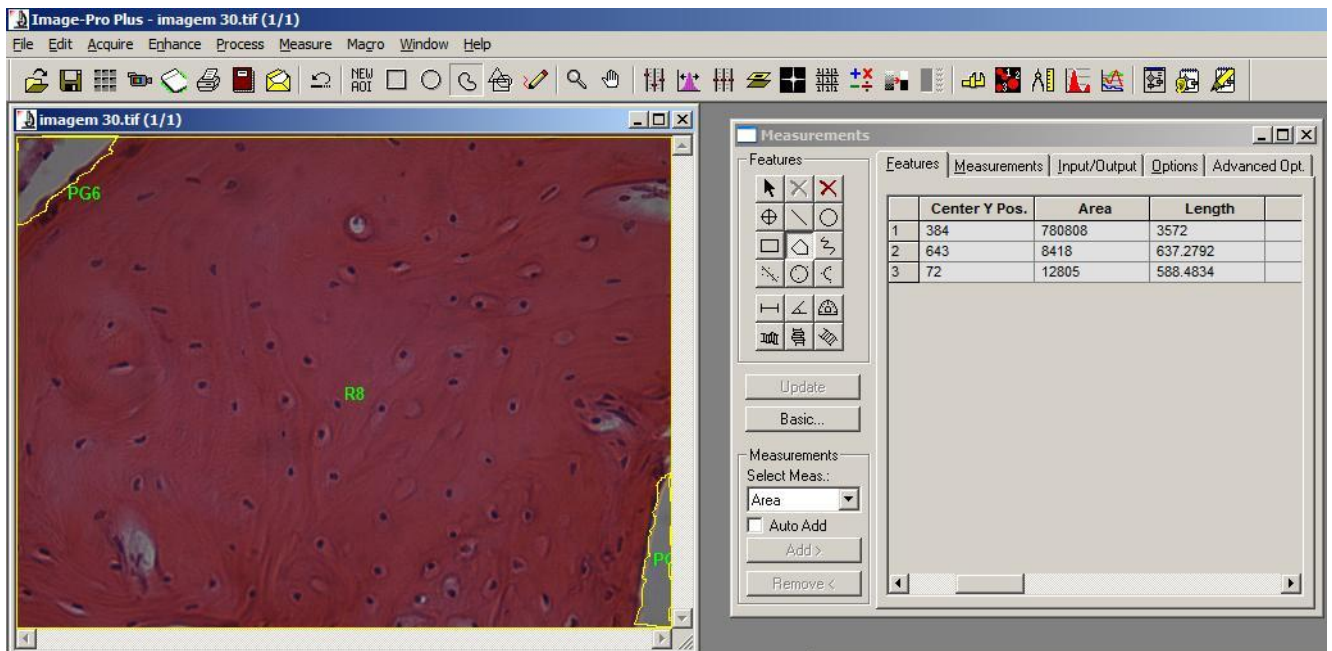 Image-Pro Plus - imagem 30.tif (1/1)
File Edit Acquire Enhance Process Measure Macro Window Help
NEW
AOI
imagem 30.tif (1/1)
PG6
R8
Measurements
Features
Features Measurements Input/Output Options Advanced Opt.
Center Y Pos. Area Length
1 384 780808 3572
2 643 8418 637.2792
3 72 12805 588.4834
Update
Basic...
Measurements
Select Meas.:
Area
Auto Add
Add >
Remove <